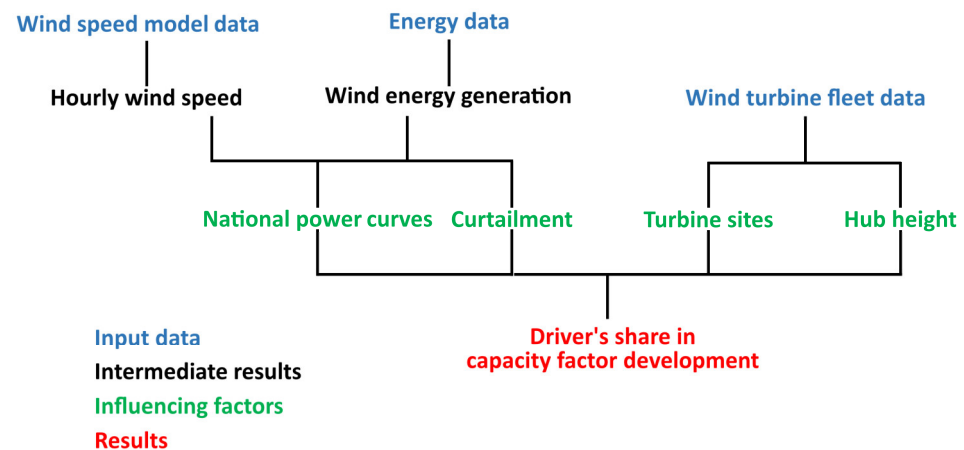 Wind speed model data
Energy data
Hourly wind speed
Wind energy generation
Wind turbine fleet data
National power curves
Curtailment
Turbine sites
Hub height
Driver's share in
capacity factor development
Input data
Intermediate results
Influencing factors
Results